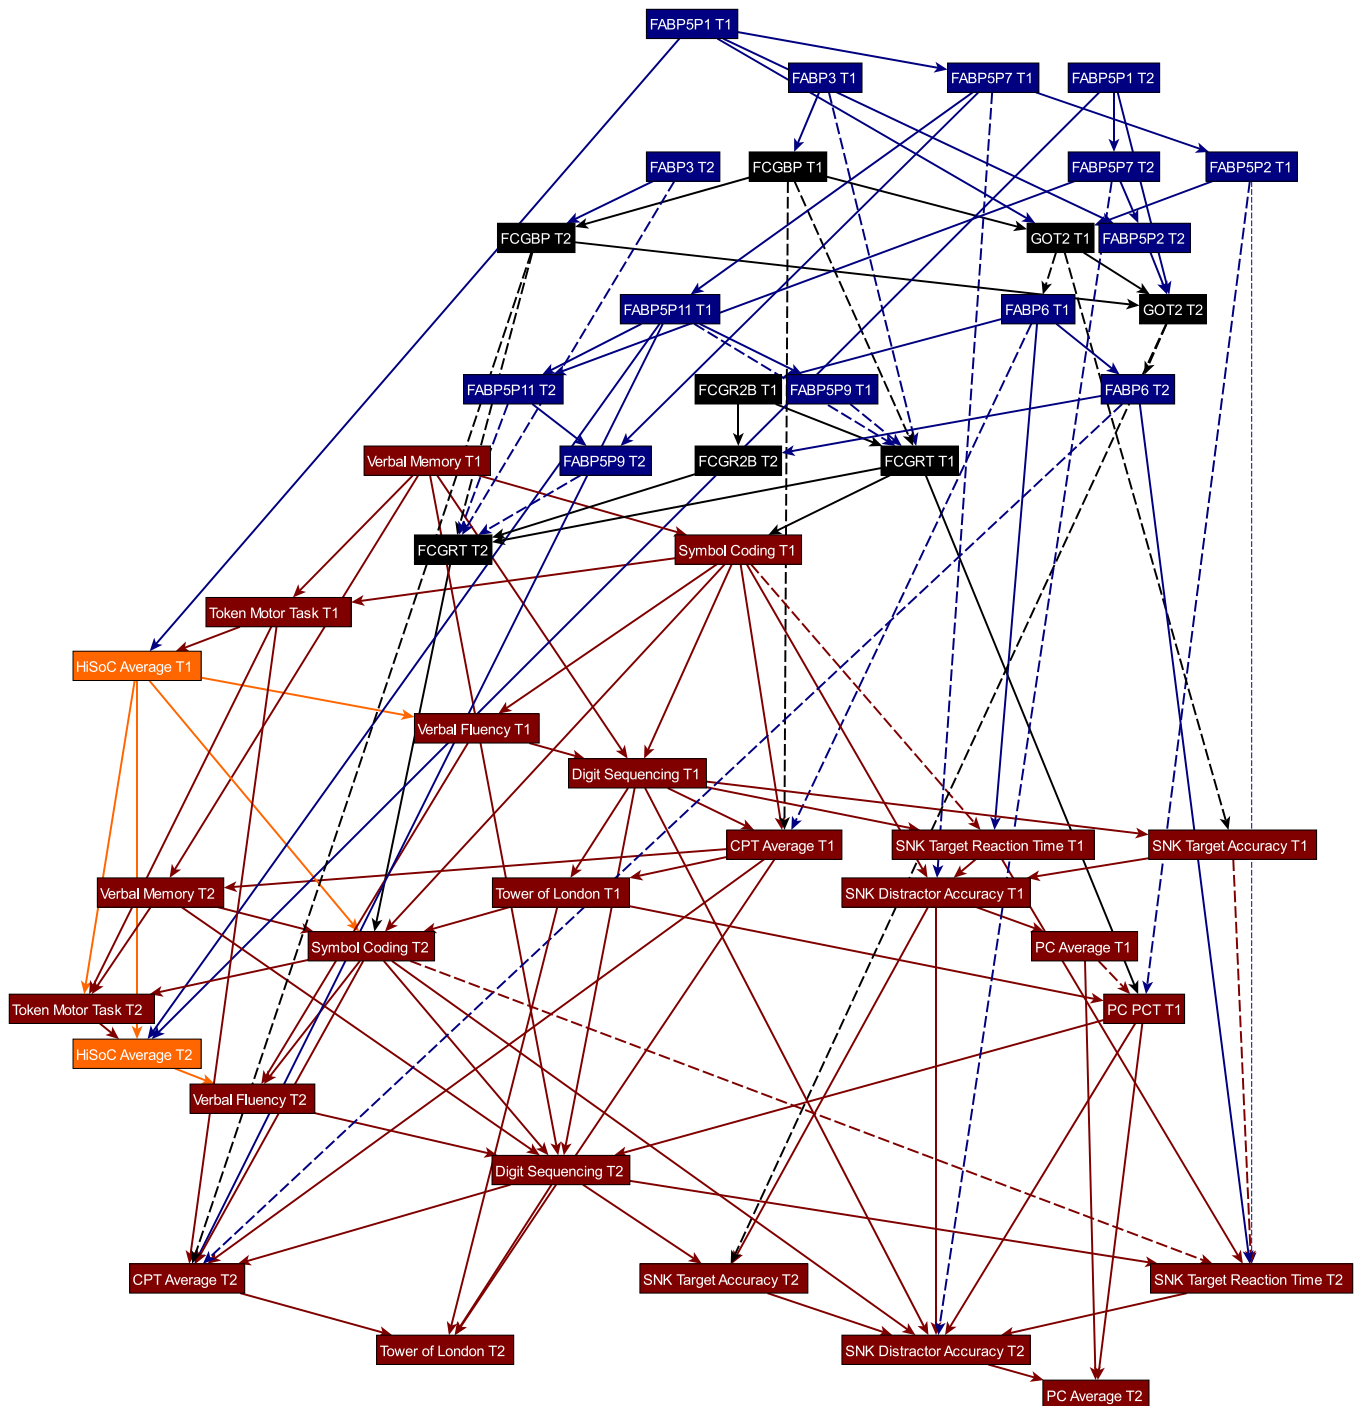 FABP5P1 T1
FABP3 T1
FABP5P7 T1
FABP5P1 T2
FABP3 T2
FCGBP T1
FABP5P7 T2
FABP5P2 T1
FCGBP T2
GOT2 T1
FABP5P2 T2
FABP5P11 T1
FABP6 T1
GOT2 T2
FABP5P11 T2
FCGR2B T1
FABP5P9 T1
FABP6 T2
Verbal Memory T1
FABP5P9 T2
FCGR2B T2
FCGRT T1
FCGRT T2
Symbol Coding T1
Token Motor Task T1
HiSoC Average T1
Verbal Fluency T1
Digit Sequencing T1
CPT Average T1
SNK Target Reaction Time T1
SNK Target Accuracy T1
Verbal Memory T2
Tower of London T1
SNK Distractor Accuracy T1
Symbol Coding T2
PC Average T1
Token Motor Task T2
PC PCT T1
HiSoC Average T2
Verbal Fluency T2
Digit Sequencing T2
CPT Average T2
SNK Target Accuracy T2
SNK Target Reaction Time T2
Tower of London T2
SNK Distractor Accuracy T2
PC Average T2